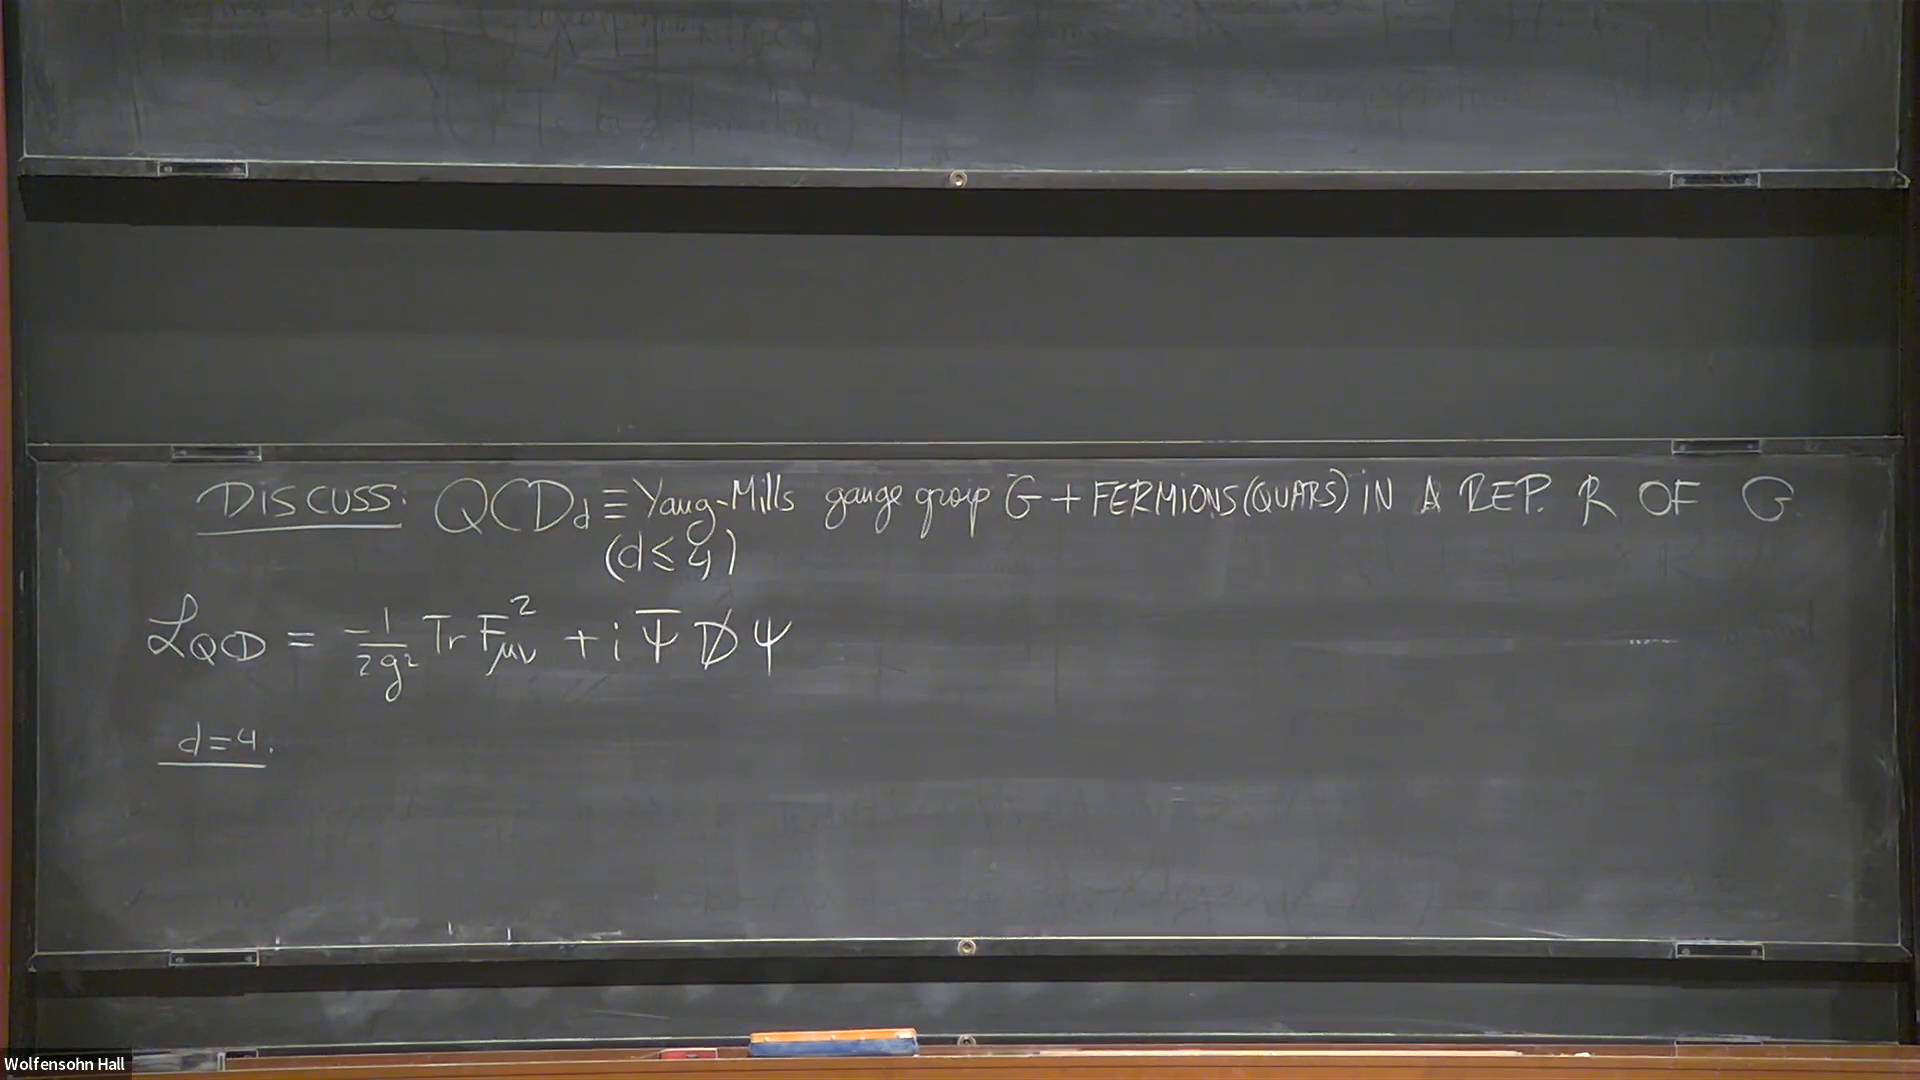 DISCUSS: QCD_d ≡ Yang-Mills gauge group G + FERMIONS(QUARS) IN A REP. R OF G
(d ≤ 4)
ℒ_QCD = -1/2g² Tr F_μν² + i Ψ̄ D̸ Ψ
d=4.
Wolfensohn Hall